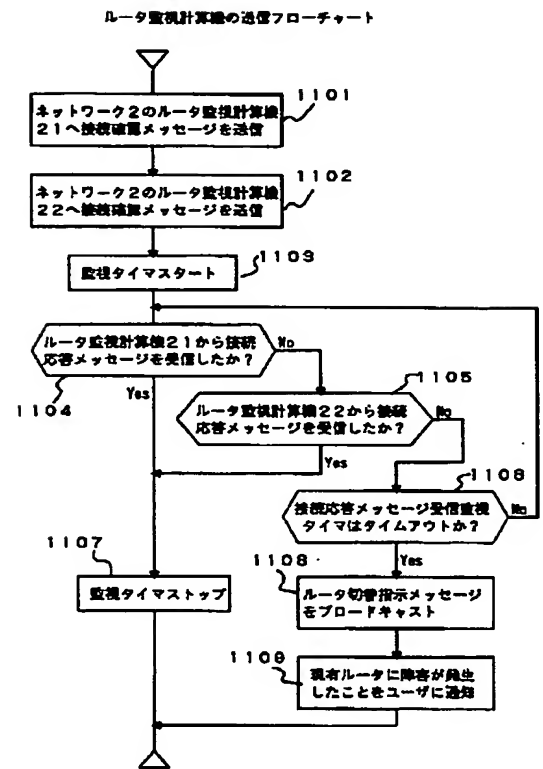 ルータ監視計算機の送信フローチャート
1101
ネットワーク2のルータ監視計算機
21へ接続確認メッセージを送信
1102
ネットワーク2のルータ監視計算機
22へ接続確認メッセージを送信
1103
監視タイマスタート
ルータ監視計算機21から接続
応答メッセージを受信したか?
No
1104
Yes
1105
ルータ監視計算機22から接続
応答メッセージを受信したか?
No
Yes
1106
接続応答メッセージ受信監視
タイマはタイムアウトか?
No
Yes
1107
監視タイマストップ
1108
ルータ切替指示メッセージ
をブロードキャスト
1109
現有ルータに障害が発生
したことをユーザに通知